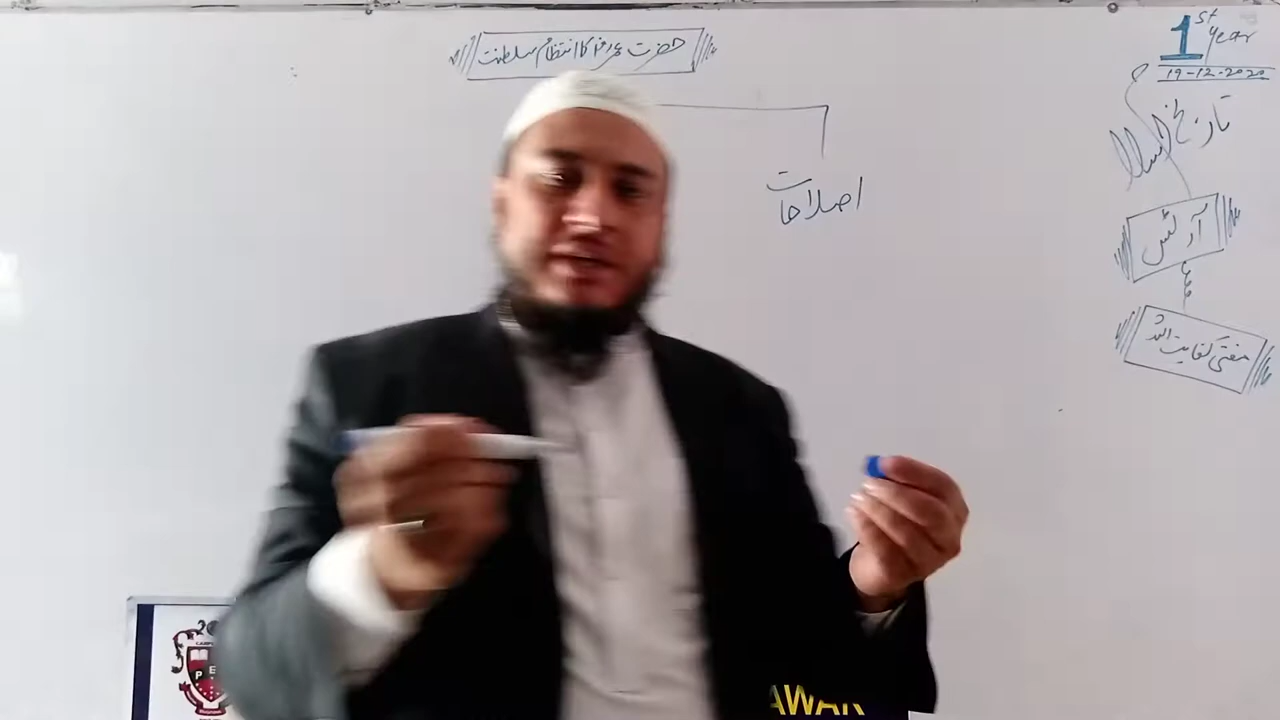 حضرت عمرؓ کا انتظام سلطنت
1st Year
19-12-2020
تاریخ اسلام
اصلاحات
آرٹس
مفتی کفایت اللہ
AWAR